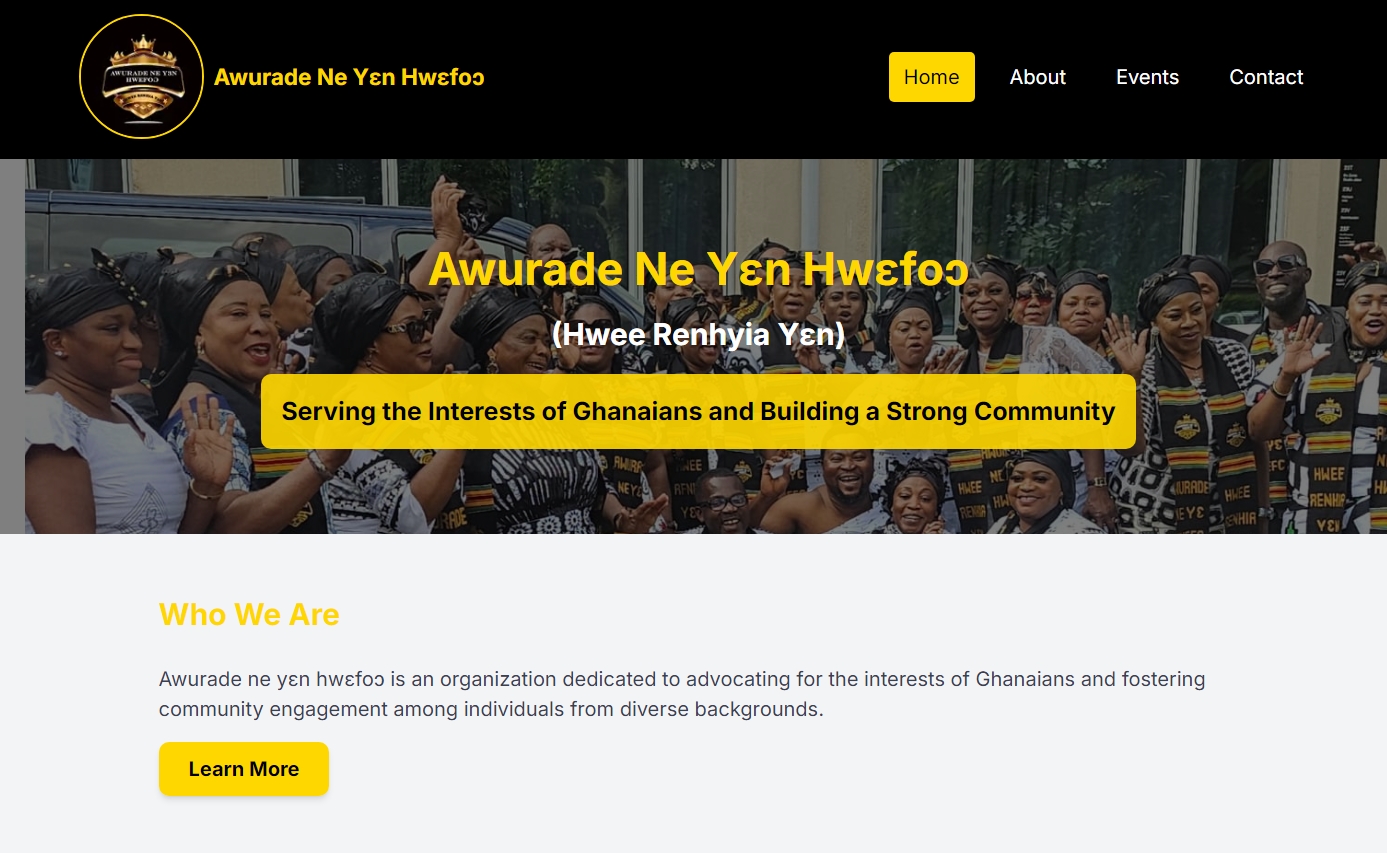 AWURADE NE YɛN
HWEFOƆ
Awurade Ne Yɛn Hwɛfoɔ
Home
About
Events
Contact
Awurade Ne Yɛn Hwɛfoɔ
(Hwee Renhyia Yɛn)
Serving the Interests of Ghanaians and Building a Strong Community
HWEE
RENHIA
YɛN
Who We Are
Awurade ne yɛn hwɛfoɔ is an organization dedicated to advocating for the interests of Ghanaians and fostering
community engagement among individuals from diverse backgrounds.
Learn More